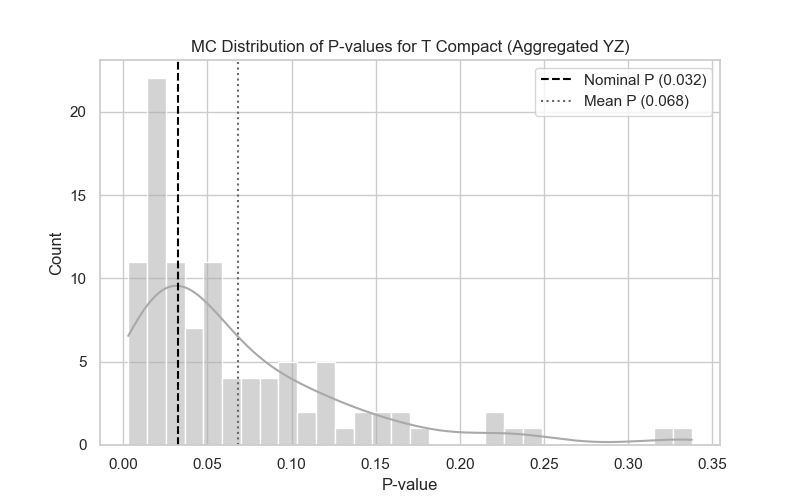 MC Distribution of P-values for T Compact (Aggregated YZ)
Nominal P (0.032)
Mean P (0.068)
Count
20
15
10
5
0
0.00 0.05 0.10 0.15 0.20 0.25 0.30 0.35
P-value